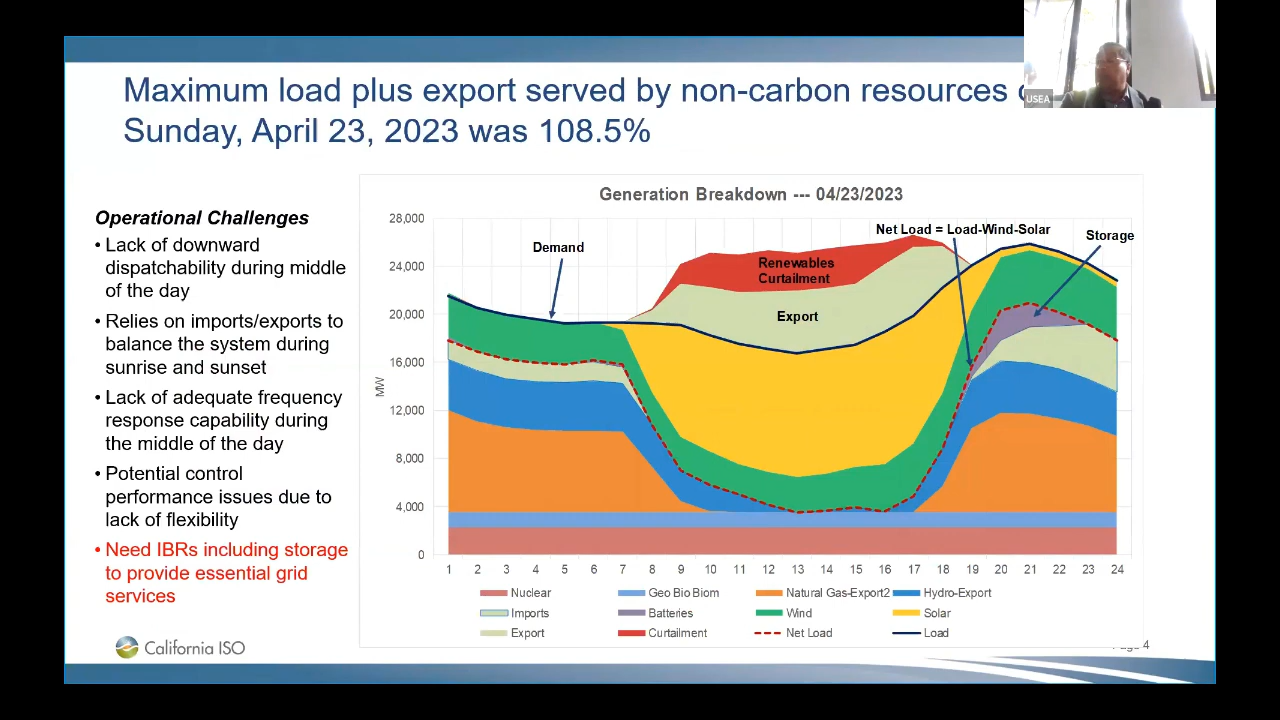 Maximum load plus export served by non-carbon resources
Sunday, April 23, 2023 was 108.5%
USEA
Operational Challenges
• Lack of downward
dispatchability during middle
of the day
• Relies on imports/exports to
balance the system during
sunrise and sunset
• Lack of adequate frequency
response capability during
the middle of the day
• Potential control
performance issues due to
lack of flexibility
• Need IBRs including storage
to provide essential grid
services
California ISO
Generation Breakdown --- 04/23/2023
28,000
24,000
20,000
16,000
12,000
8,000
4,000
0
MW
Demand
Renewables
Curtailment
Export
Net Load = Load-Wind-Solar
Storage
1 2 3 4 5 6 7 8 9 10 11 12 13 14 15 16 17 18 19 20 21 22 23 24
Nuclear Geo Bio Biom Natural Gas-Export2 Hydro-Export
Imports Batteries Wind Solar
Export Curtailment Net Load Load
4